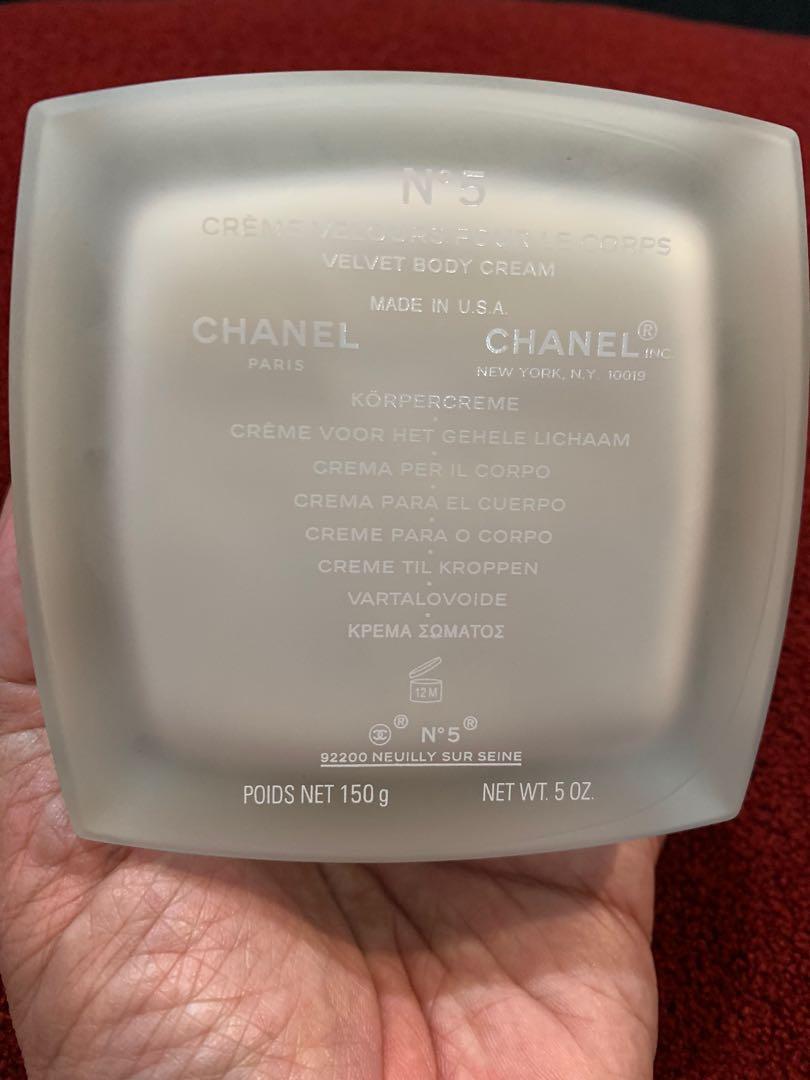 N°5
CRÈME VELOURS POUR LE CORPS
VELVET BODY CREAM
MADE IN U.S.A.
CHANEL CHANEL® INC.
PARIS NEW YORK, N.Y. 10019
KÖRPERCREME
CRÈME VOOR HET GEHELE LICHAAM
CREMA PER IL CORPO
CREMA PARA EL CUERPO
CREME PARA O CORPO
CREME TIL KROPPEN
VARTALOVOIDE
ΚΡΕΜΑ ΣΩΜΑΤΟΣ
12 M
® N°5®
92200 NEUILLY SUR SEINE
POIDS NET 150 g NET WT. 5 OZ.